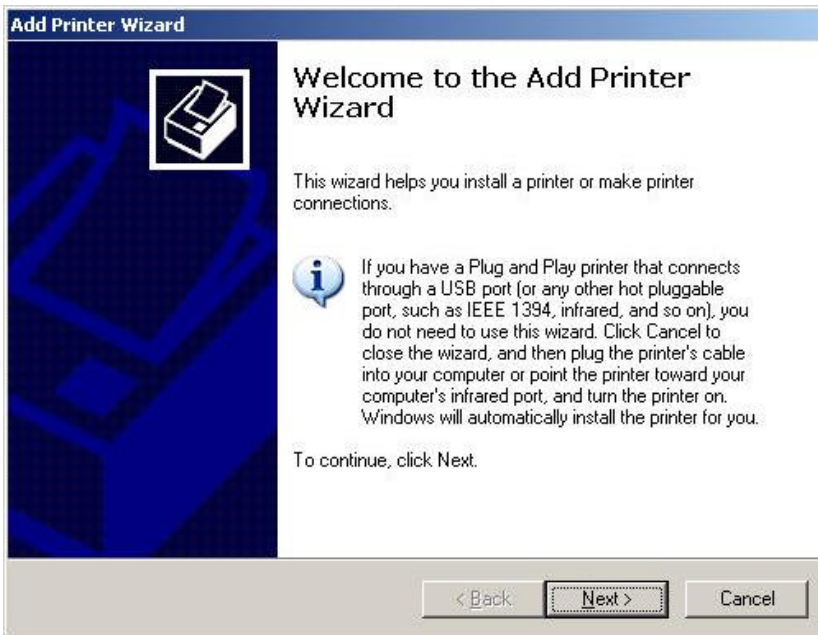 Add Printer Wizard
Welcome to the Add Printer
Wizard
This wizard helps you install a printer or make printer
connections.
If you have a Plug and Play printer that connects
through a USB port (or any other hot pluggable
port, such as IEEE 1394, infrared, and so on), you
do not need to use this wizard. Click Cancel to
close the wizard, and then plug the printer's cable
into your computer or point the printer toward your
computer's infrared port, and turn the printer on.
Windows will automatically install the printer for you.
To continue, click Next.
< Back
Next >
Cancel